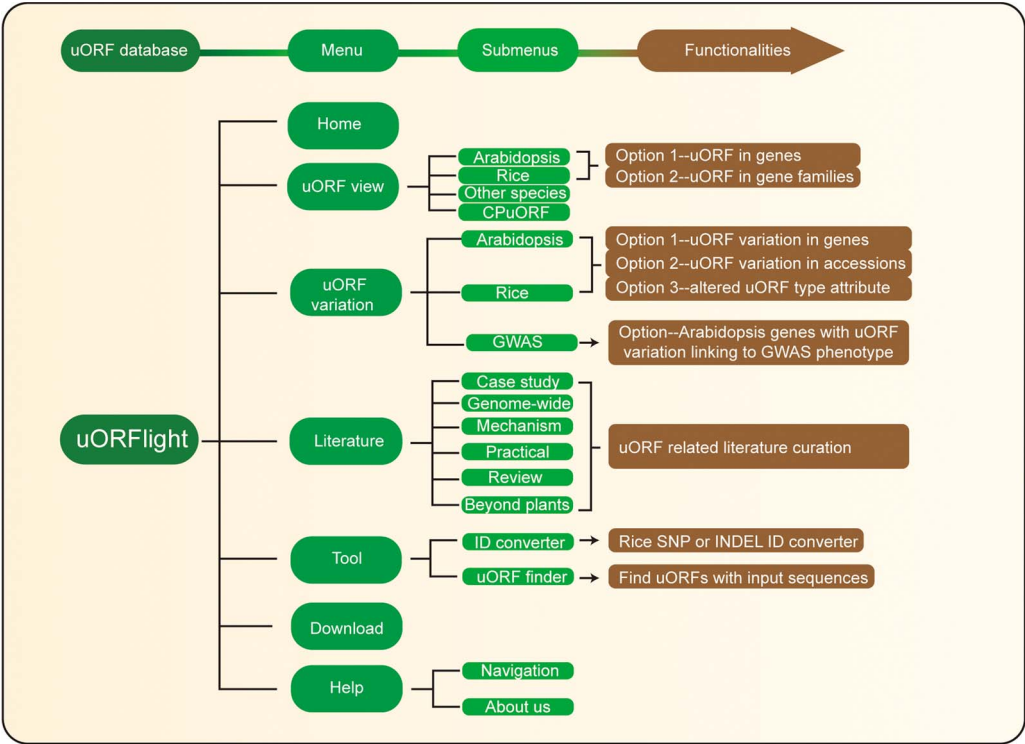 uORF database
Menu
Submenus
Functionalities
Home
uORF view
Arabidopsis
Rice
Other species
CPuORF
Option 1--uORF in genes
Option 2--uORF in gene families
uORF
variation
Arabidopsis
Rice
GWAS
Option 1--uORF variation in genes
Option 2--uORF variation in accessions
Option 3--altered uORF type attribute
Option--Arabidopsis genes with uORF
variation linking to GWAS phenotype
uORFlight
Literature
Case study
Genome-wide
Mechanism
Practical
Review
Beyond plants
uORF related literature curation
Tool
ID converter
uORF finder
Rice SNP or INDEL ID converter
Find uORFs with input sequences
Download
Help
Navigation
About us